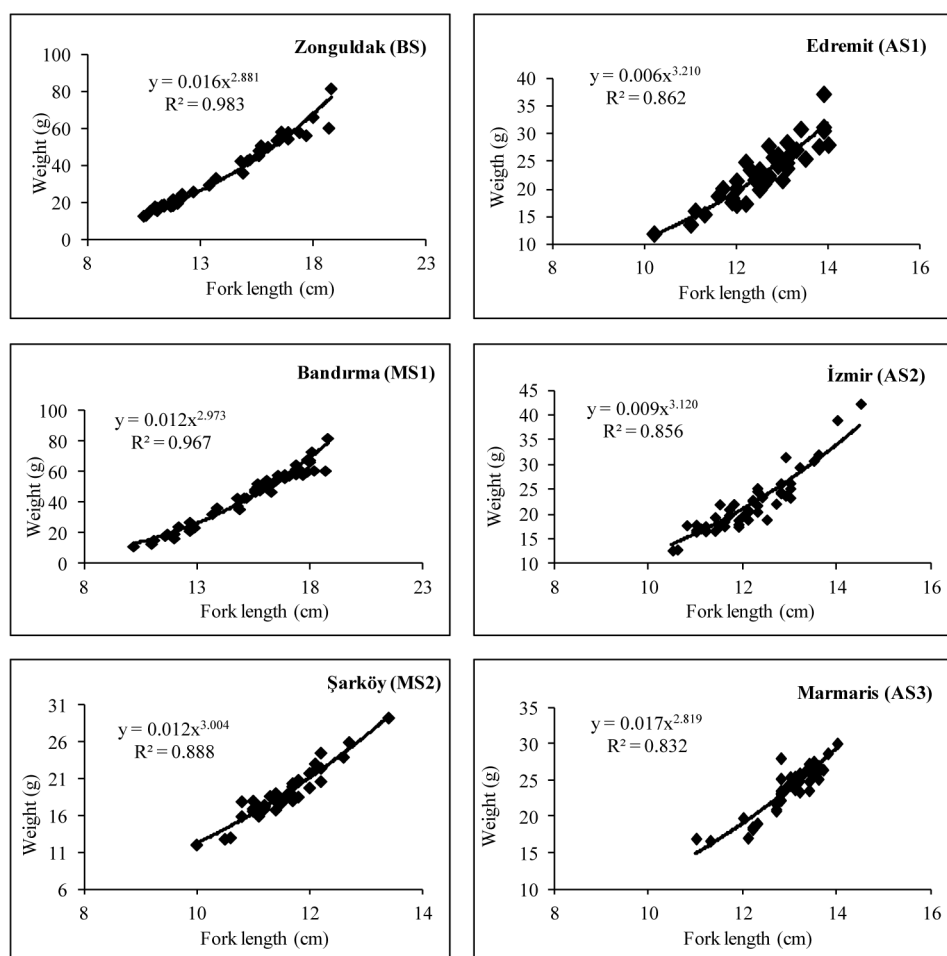 Zonguldak (BS)
y = 0.016x^2.881
R² = 0.983
Weight (g)
100
80
60
40
20
0
8 13 18 23
Fork length (cm)
Edremit (AS1)
y = 0.006x^3.210
R² = 0.862
Weigth (g)
40
35
30
25
20
15
10
8 10 12 14 16
Fork length (cm)
Bandırma (MS1)
y = 0.012x^2.973
R² = 0.967
Weight (g)
100
80
60
40
20
0
8 13 18 23
Fork length (cm)
İzmir (AS2)
y = 0.009x^3.120
R² = 0.856
Weight (g)
45
40
35
30
25
20
15
10
8 10 12 14 16
Fork length (cm)
Şarköy (MS2)
y = 0.012x^3.004
R² = 0.888
Weight (g)
31
26
21
16
11
6
8 10 12 14
Fork length (cm)
Marmaris (AS3)
y = 0.017x^2.819
R² = 0.832
Weight (g)
35
30
25
20
15
10
8 10 12 14 16
Fork length (cm)